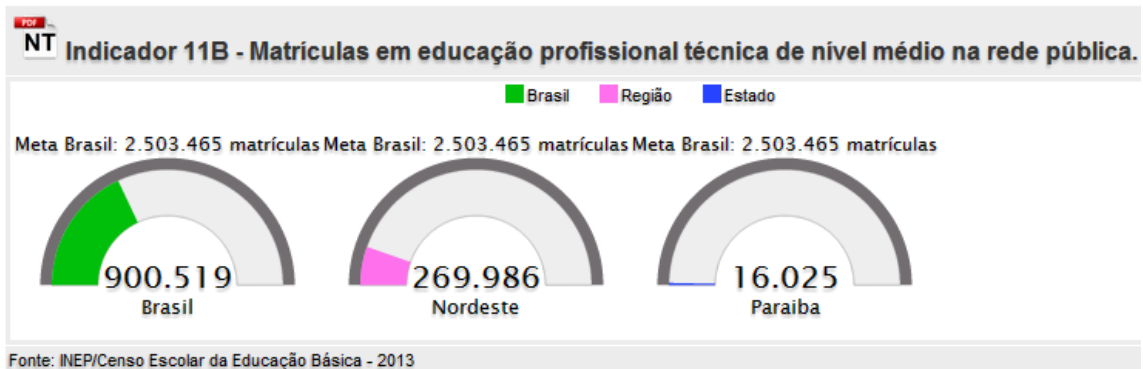 PDF
NT
Indicador 11B - Matrículas em educação profissional técnica de nível médio na rede pública.
Brasil Região Estado
Meta Brasil: 2.503.465 matrículas Meta Brasil: 2.503.465 matrículas Meta Brasil: 2.503.465 matrículas
900.519 269.986 16.025
Brasil Nordeste Paraiba
Fonte: INEP/Censo Escolar da Educação Básica - 2013